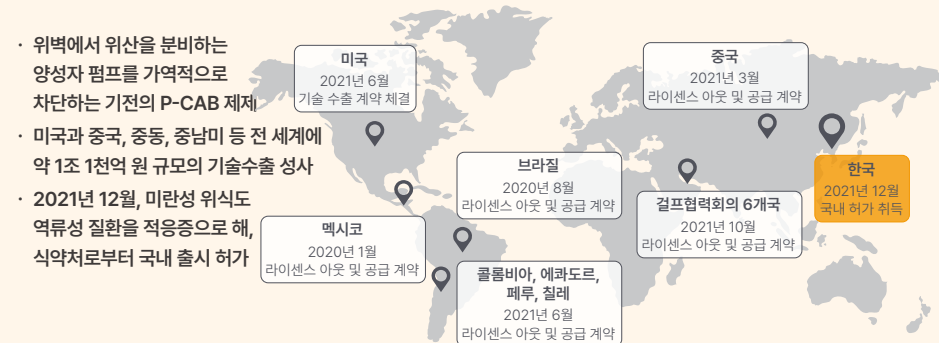 · 위벽에서 위산을 분비하는
양성자 펌프를 가역적으로
차단하는 기전의 P-CAB 제제
· 미국과 중국, 중동, 중남미 등 전 세계에
약 1조 1천억 원 규모의 기술수출 성사
· 2021년 12월, 미란성 위식도
역류성 질환을 적응증으로 해,
식약처로부터 국내 출시 허가
미국
2021년 6월
기술 수출 계약 체결
중국
2021년 3월
라이센스 아웃 및 공급 계약
브라질
2020년 8월
라이센스 아웃 및 공급 계약
한국
2021년 12월
국내 허가 취득
걸프협력회의 6개국
2021년 10월
라이센스 아웃 및 공급 계약
멕시코
2020년 1월
라이센스 아웃 및 공급 계약
콜롬비아, 에콰도르,
페루, 칠레
2021년 6월
라이센스 아웃 및 공급 계약